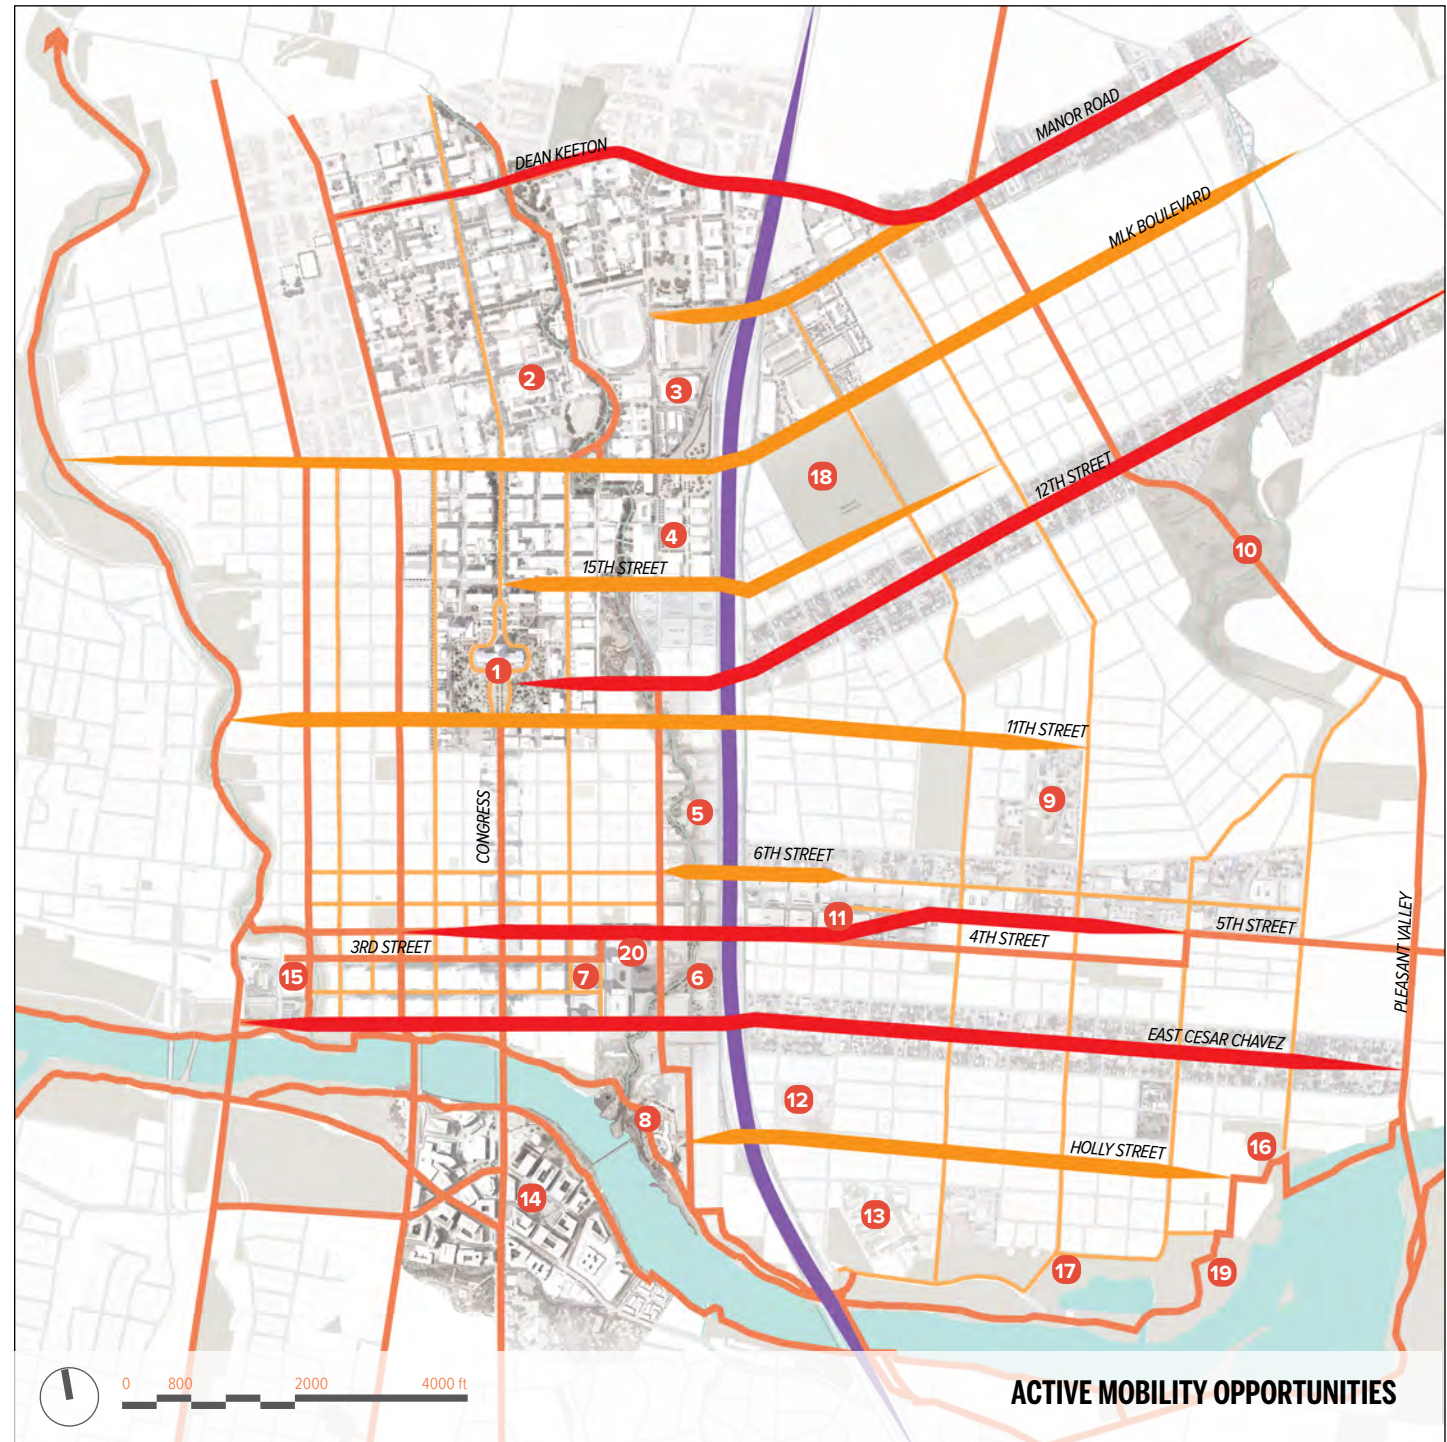 MANOR ROAD
DEAN KEETON
MLK BOULEVARD
2
3
18
12TH STREET
4
10
15TH STREET
1
11TH STREET
CONGRESS
9
5
6TH STREET
11
5TH STREET
PLEASANT VALLEY
3RD STREET
20
4TH STREET
15
7
6
EAST CESAR CHAVEZ
12
8
HOLLY STREET
16
14
13
17
19
0 800 2000 4000 ft
ACTIVE MOBILITY OPPORTUNITIES